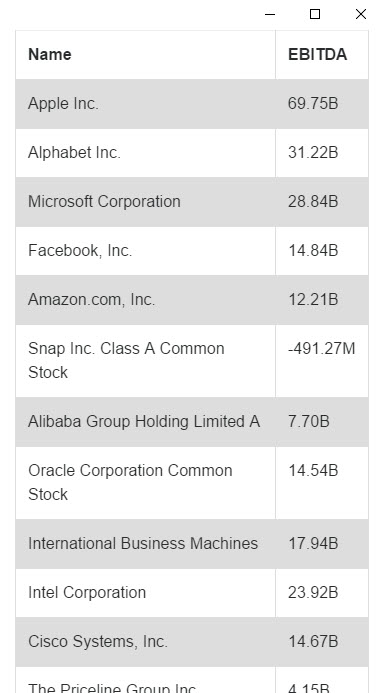 Name EBITDA
Apple Inc. 69.75B
Alphabet Inc. 31.22B
Microsoft Corporation 28.84B
Facebook, Inc. 14.84B
Amazon.com, Inc. 12.21B
Snap Inc. Class A Common -491.27M
Stock
Alibaba Group Holding Limited A 7.70B
Oracle Corporation Common 14.54B
Stock
International Business Machines 17.94B
Intel Corporation 23.92B
Cisco Systems, Inc. 14.67B
The Priceline Group Inc. 4.15B